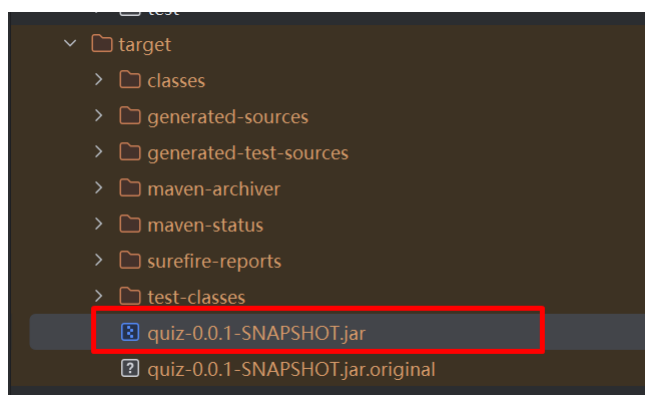 target
classes
generated-sources
generated-test-sources
maven-archiver
maven-status
surefire-reports
test-classes
quiz-0.0.1-SNAPSHOT.jar
quiz-0.0.1-SNAPSHOT.jar.original